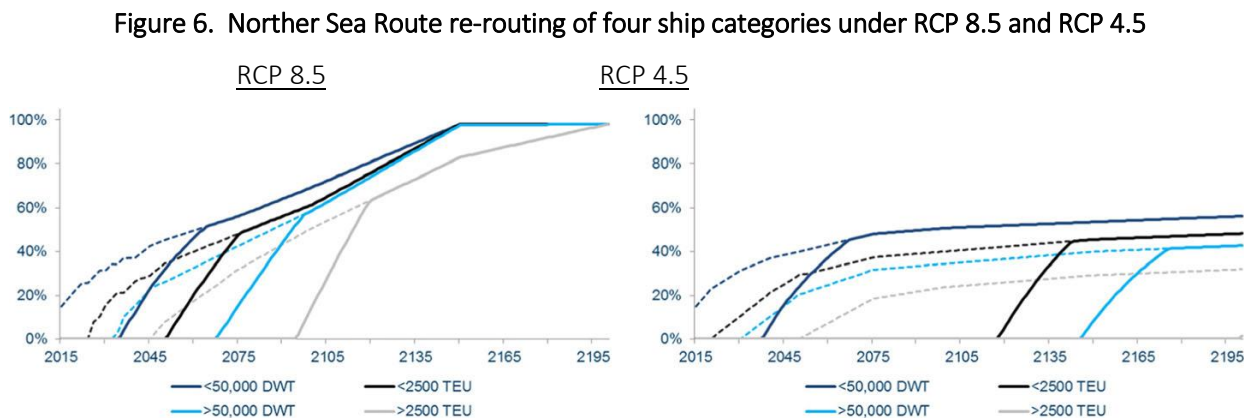 Figure 6. Norther Sea Route re-routing of four ship categories under RCP 8.5 and RCP 4.5
RCP 8.5 RCP 4.5
100%
80%
60%
40%
20%
0%
2015 2045 2075 2105 2135 2165 2195
<50,000 DWT <2500 TEU
>50,000 DWT >2500 TEU
100%
80%
60%
40%
20%
0%
2015 2045 2075 2105 2135 2165 2195
<50,000 DWT <2500 TEU
>50,000 DWT >2500 TEU